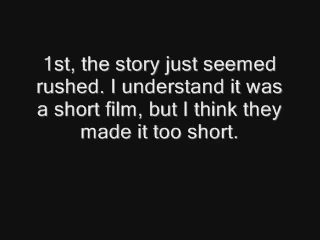 1st, the story just seemed
rushed. I understand it was
a short film, but I think they
made it too short.